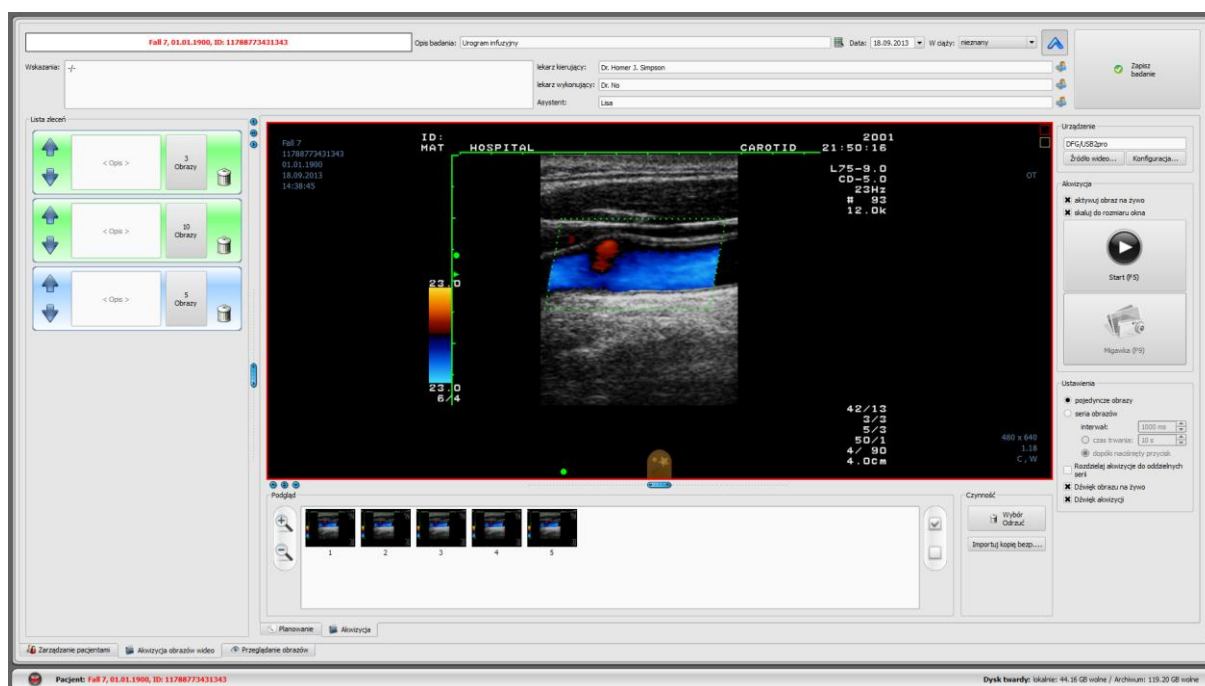 Fall 7, 01.01.1900, ID: 11788773431343
Opis badania: Urogram infuzyjny
Data: 18.09.2013
W ciąży: nieznany
Zapisz badanie
Wskazania: -/-
lekarz kierujący: Dr. Homer J. Simpson
lekarz wykonujący: Dr. No
Asystent: Lisa
Lista zleceń
< Opis >
3
Obrazy
< Opis >
10
Obrazy
< Opis >
5
Obrazy
Fall 7
11788773431343
01.01.1900
18.09.2013
14:38:45
ID:
MAT HOSPITAL CAROTID
2001
21:50:16
L75-9.0
CD-5.0
23Hz
# 93
12.0k
OT
23.0
23.0
6/4
42/13
3/3
5/3
50/1
4/ 90
4.0cm
480 x 640
1.18
C , W
Urządzenie
DFG/USB2pro
Źródło wideo...
Konfiguracja...
Akwizycja
aktywuj obraz na żywo
skaluj do rozmiaru okna
Start (F5)
Migawka (F9)
Ustawienia
pojedyncze obrazy
seria obrazów
interwał: 1000 ms
czas trwania: 10 s
dopóki naciśnięty przycisk
Rozdzielaj akwizycje do oddzielnych
serii
Dźwięk obrazu na żywo
Dźwięk akwizycji
Podgląd
1 2 3 4 5
Czynność
Wybór
Odrzuć
Importuj kopię bezp....
Planowanie
Akwizycja
Zarządzanie pacjentami
Akwizycja obrazów wideo
Przeglądanie obrazów
Pacjent: Fall 7, 01.01.1900, ID: 11788773431343
Dysk twardy: lokalnie: 44.16 GB wolne / Archiwum: 119.20 GB wolne